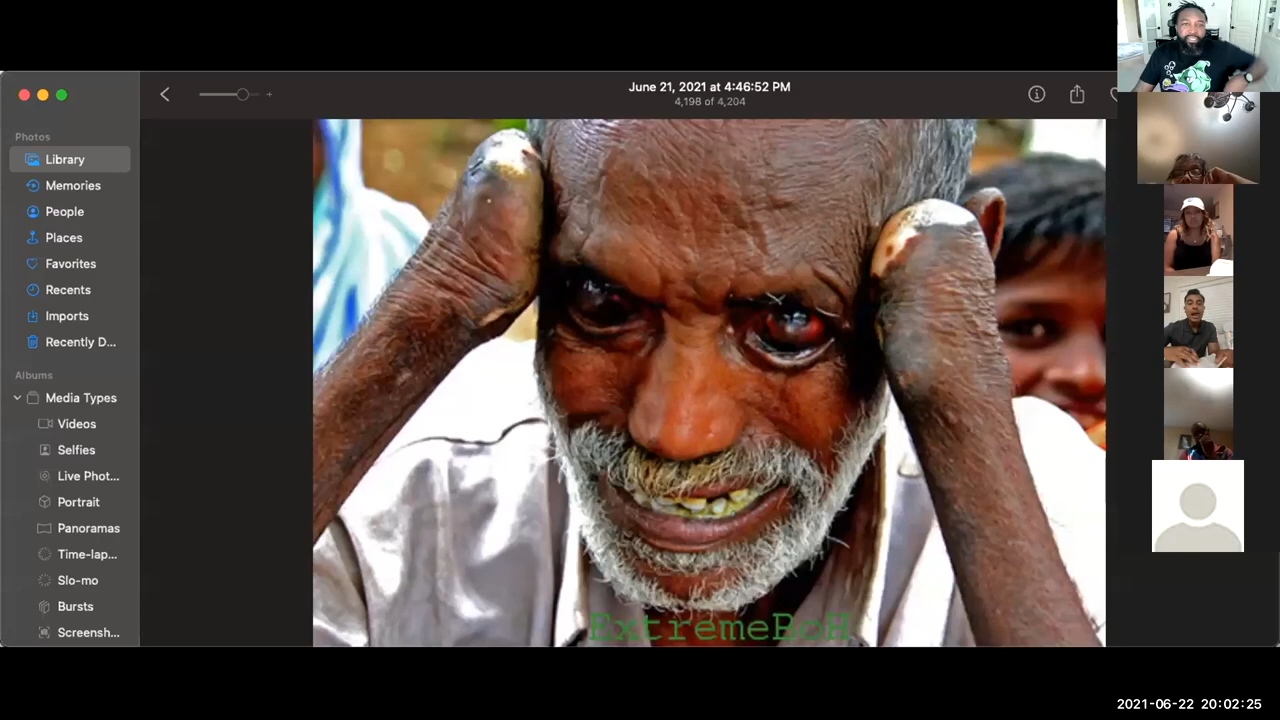 June 21, 2021 at 4:46:52 PM
4,198 of 4,204
Photos
Library
Memories
People
Places
Favorites
Recents
Imports
Recently D...
Albums
Media Types
Videos
Selfies
Live Phot...
Portrait
Panoramas
Time-lap...
Slo-mo
Bursts
Screensh...
ExtremeBoH
2021-06-22 20:02:25